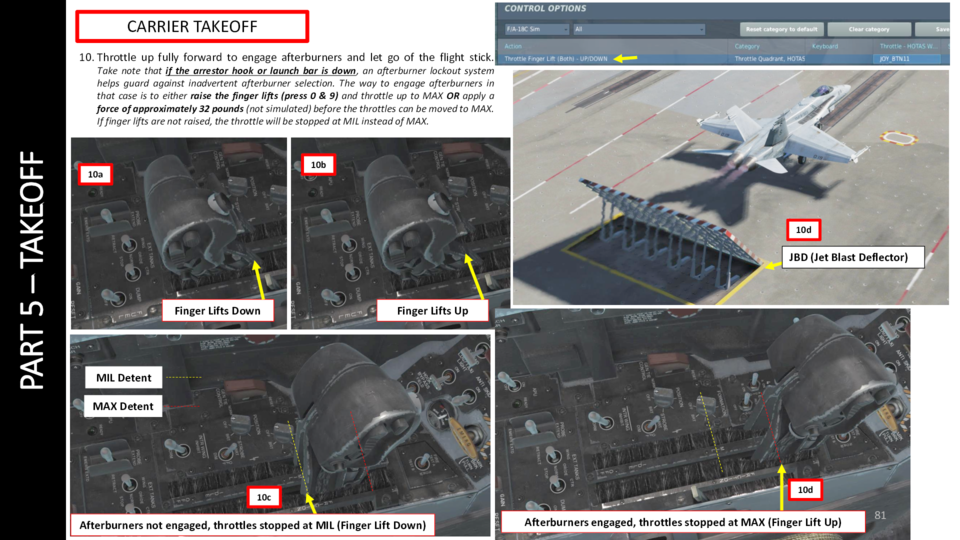 CARRIER TAKEOFF
10. Throttle up fully forward to engage afterburners and let go of the flight stick.
Take note that if the arrestor hook or launch bar is down, an afterburner lockout system
helps guard against inadvertent afterburner selection. The way to engage afterburners in
that case is to either raise the finger lifts (press 0 & 9) and throttle up to MAX OR apply a
force of approximately 32 pounds (not simulated) before the throttles can be moved to MAX.
If finger lifts are not raised, the throttle will be stopped at MIL instead of MAX.
PART 5 – TAKEOFF
CONTROL OPTIONS
F/A-18C Sim
All
Reset category to default
Clear category
Save
Action
Category
Keyboard
Throttle - HOTAS W...
Throttle Finger Lift (Both) - UP/DOWN
Throttle Quadrant, HOTAS
JOY_BTN11
10a
Finger Lifts Down
10b
Finger Lifts Up
10d
JBD (Jet Blast Deflector)
MIL Detent
MAX Detent
10c
Afterburners not engaged, throttles stopped at MIL (Finger Lift Down)
10d
Afterburners engaged, throttles stopped at MAX (Finger Lift Up)
81